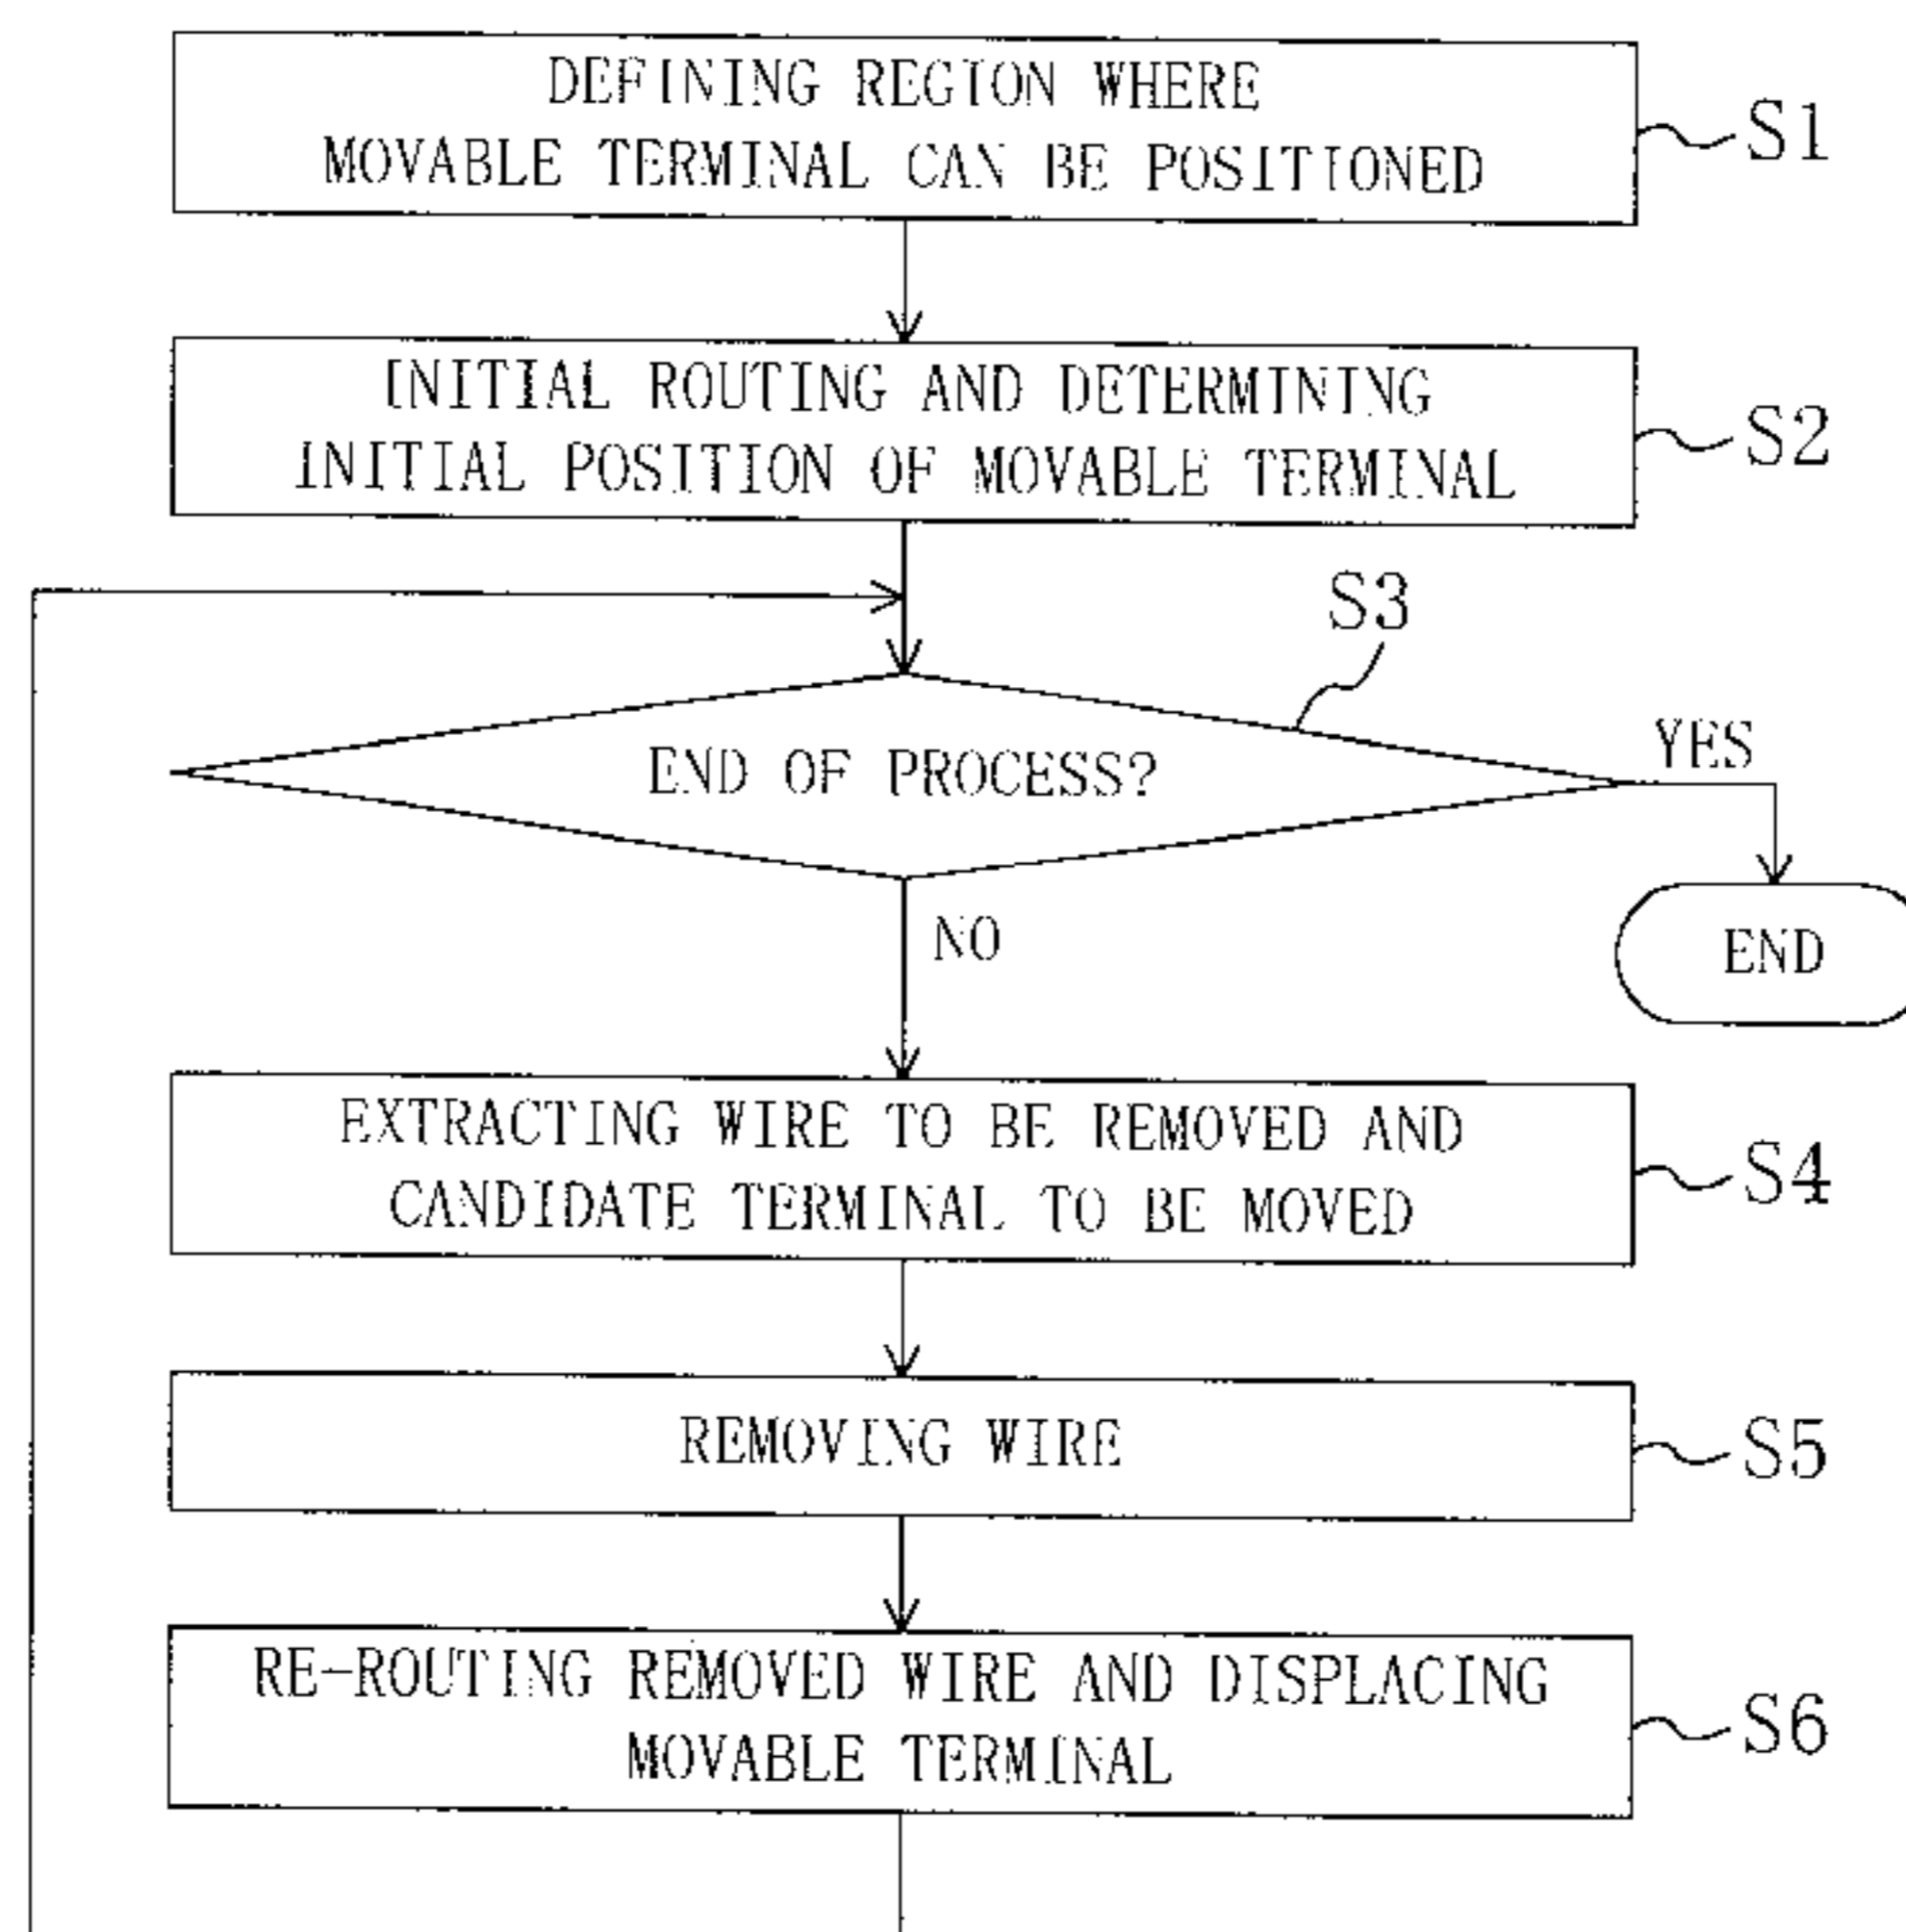 DEFINING REGION WHERE
MOVABLE TERMINAL CAN BE POSITIONED
S1
INITIAL ROUTING AND DETERMINING
INITIAL POSITION OF MOVABLE TERMINAL
S2
S3
END OF PROCESS?
YES
NO
END
EXTRACTING WIRE TO BE REMOVED AND
CANDIDATE TERMINAL TO BE MOVED
S4
REMOVING WIRE
S5
RE-ROUTING REMOVED WIRE AND DISPLACING
MOVABLE TERMINAL
S6